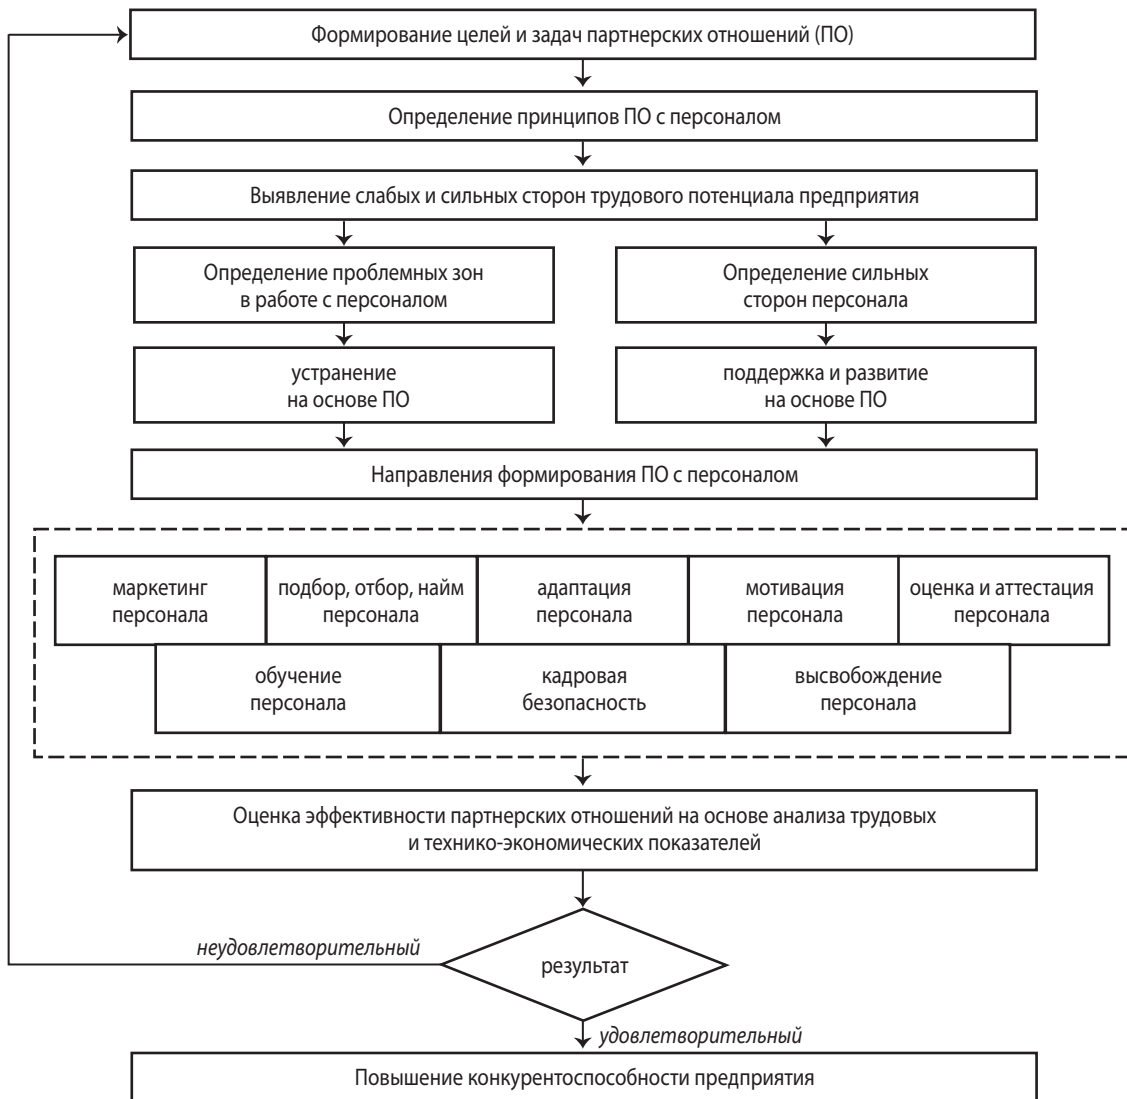 Формирование целей и задач партнерских отношений (ПО)
Определение принципов ПО с персоналом
Выявление слабых и сильных сторон трудового потенциала предприятия
Определение проблемных зон
в работе с персоналом
Определение сильных
сторон персонала
устранение
на основе ПО
поддержка и развитие
на основе ПО
Направления формирования ПО с персоналом
маркетинг
персонала
подбор, отбор, найм
персонала
адаптация
персонала
мотивация
персонала
оценка и аттестация
персонала
обучение
персонала
кадровая
безопасность
высвобождение
персонала
Оценка эффективности партнерских отношений на основе анализа трудовых
и технико-экономических показателей
неудовлетворительный
результат
удовлетворительный
Повышение конкурентоспособности предприятия